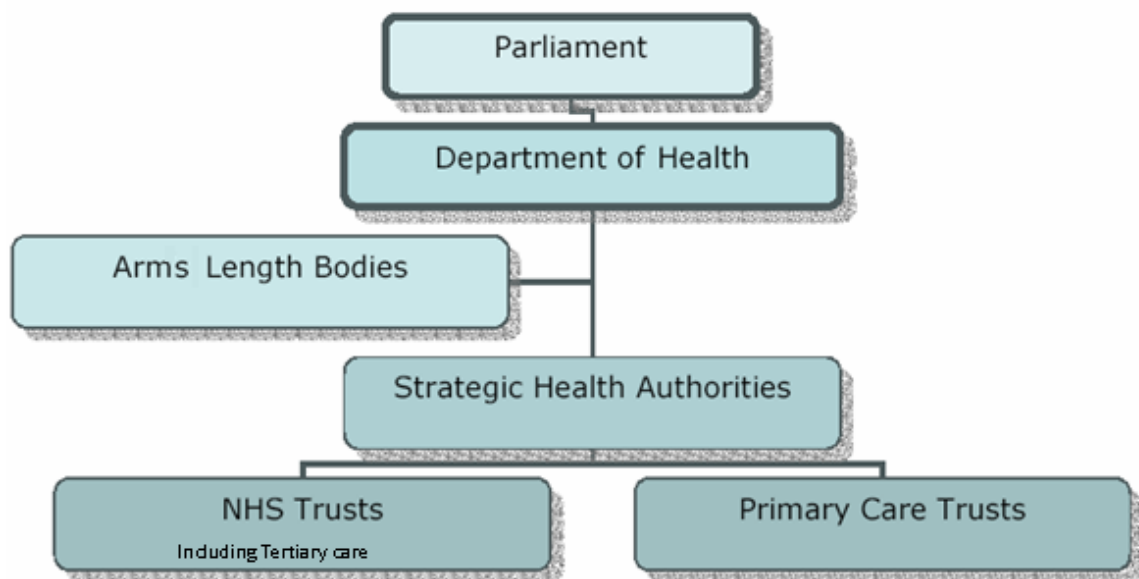 Parliament
Department of Health
Arms Length Bodies
Strategic Health Authorities
NHS Trusts
Including Tertiary care
Primary Care Trusts